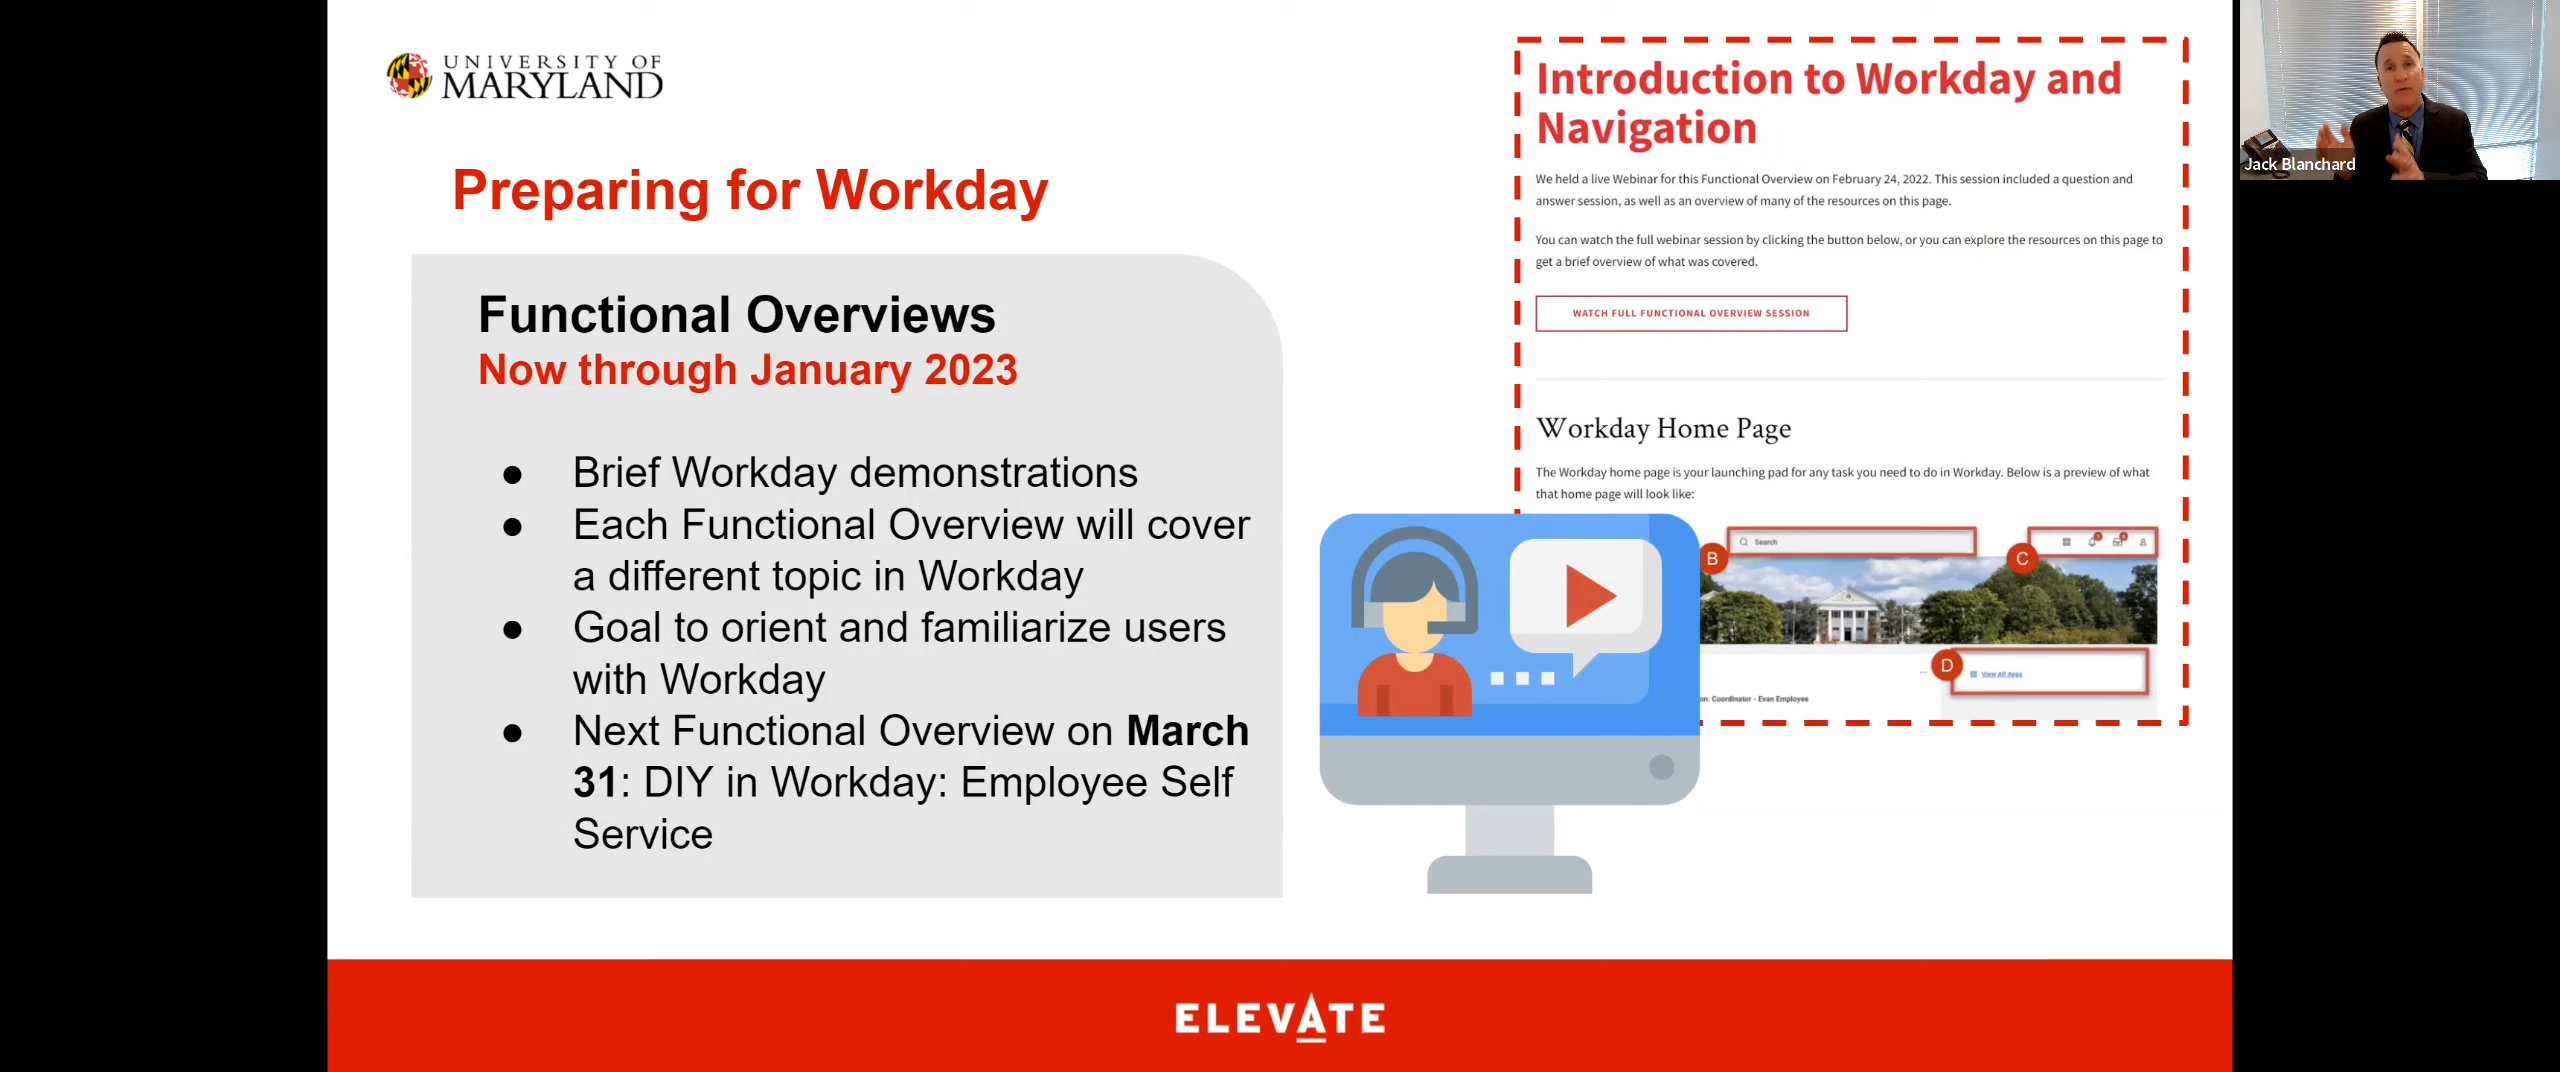 UNIVERSITY OF
MARYLAND
Preparing for Workday
Functional Overviews
Now through January 2023
● Brief Workday demonstrations
● Each Functional Overview will cover
a different topic in Workday
● Goal to orient and familiarize users
with Workday
● Next Functional Overview on March
31: DIY in Workday: Employee Self
Service
Introduction to Workday and
Navigation
We held a live Webinar for this Functional Overview on February 24, 2022. This session included a question and
answer session, as well as an overview of many of the resources on this page.
You can watch the full webinar session by clicking the button below, or you can explore the resources on this page to
get a brief overview of what was covered.
WATCH FULL FUNCTIONAL OVERVIEW SESSION
Workday Home Page
The Workday home page is your launching pad for any task you need to do in Workday. Below is a preview of what
that home page will look like:
B
Search
C
D
View All Apps
on: Coordinator - Evan Employee
ELEVATE
Jack Blanchard